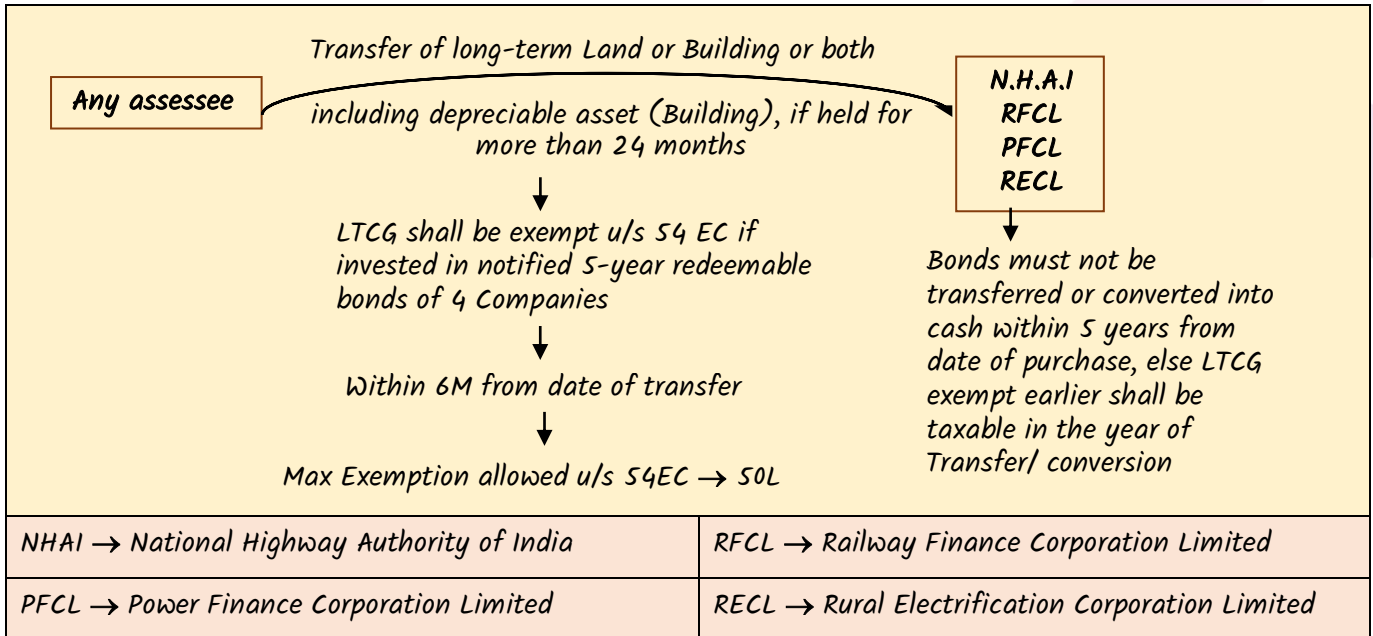 Transfer of long-term Land or Building or both
Any assessee
including depreciable asset (Building), if held for
more than 24 months
N.H.A.I
RFCL
PFCL
RECL
LTCG shall be exempt u/s 54 EC if
invested in notified 5-year redeemable
bonds of 4 Companies
Within 6M from date of transfer
Max Exemption allowed u/s 54EC → 50L
Bonds must not be
transferred or converted into
cash within 5 years from
date of purchase, else LTCG
exempt earlier shall be
taxable in the year of
Transfer/ conversion
NHAI → National Highway Authority of India
RFCL → Railway Finance Corporation Limited
PFCL → Power Finance Corporation Limited
RECL → Rural Electrification Corporation Limited